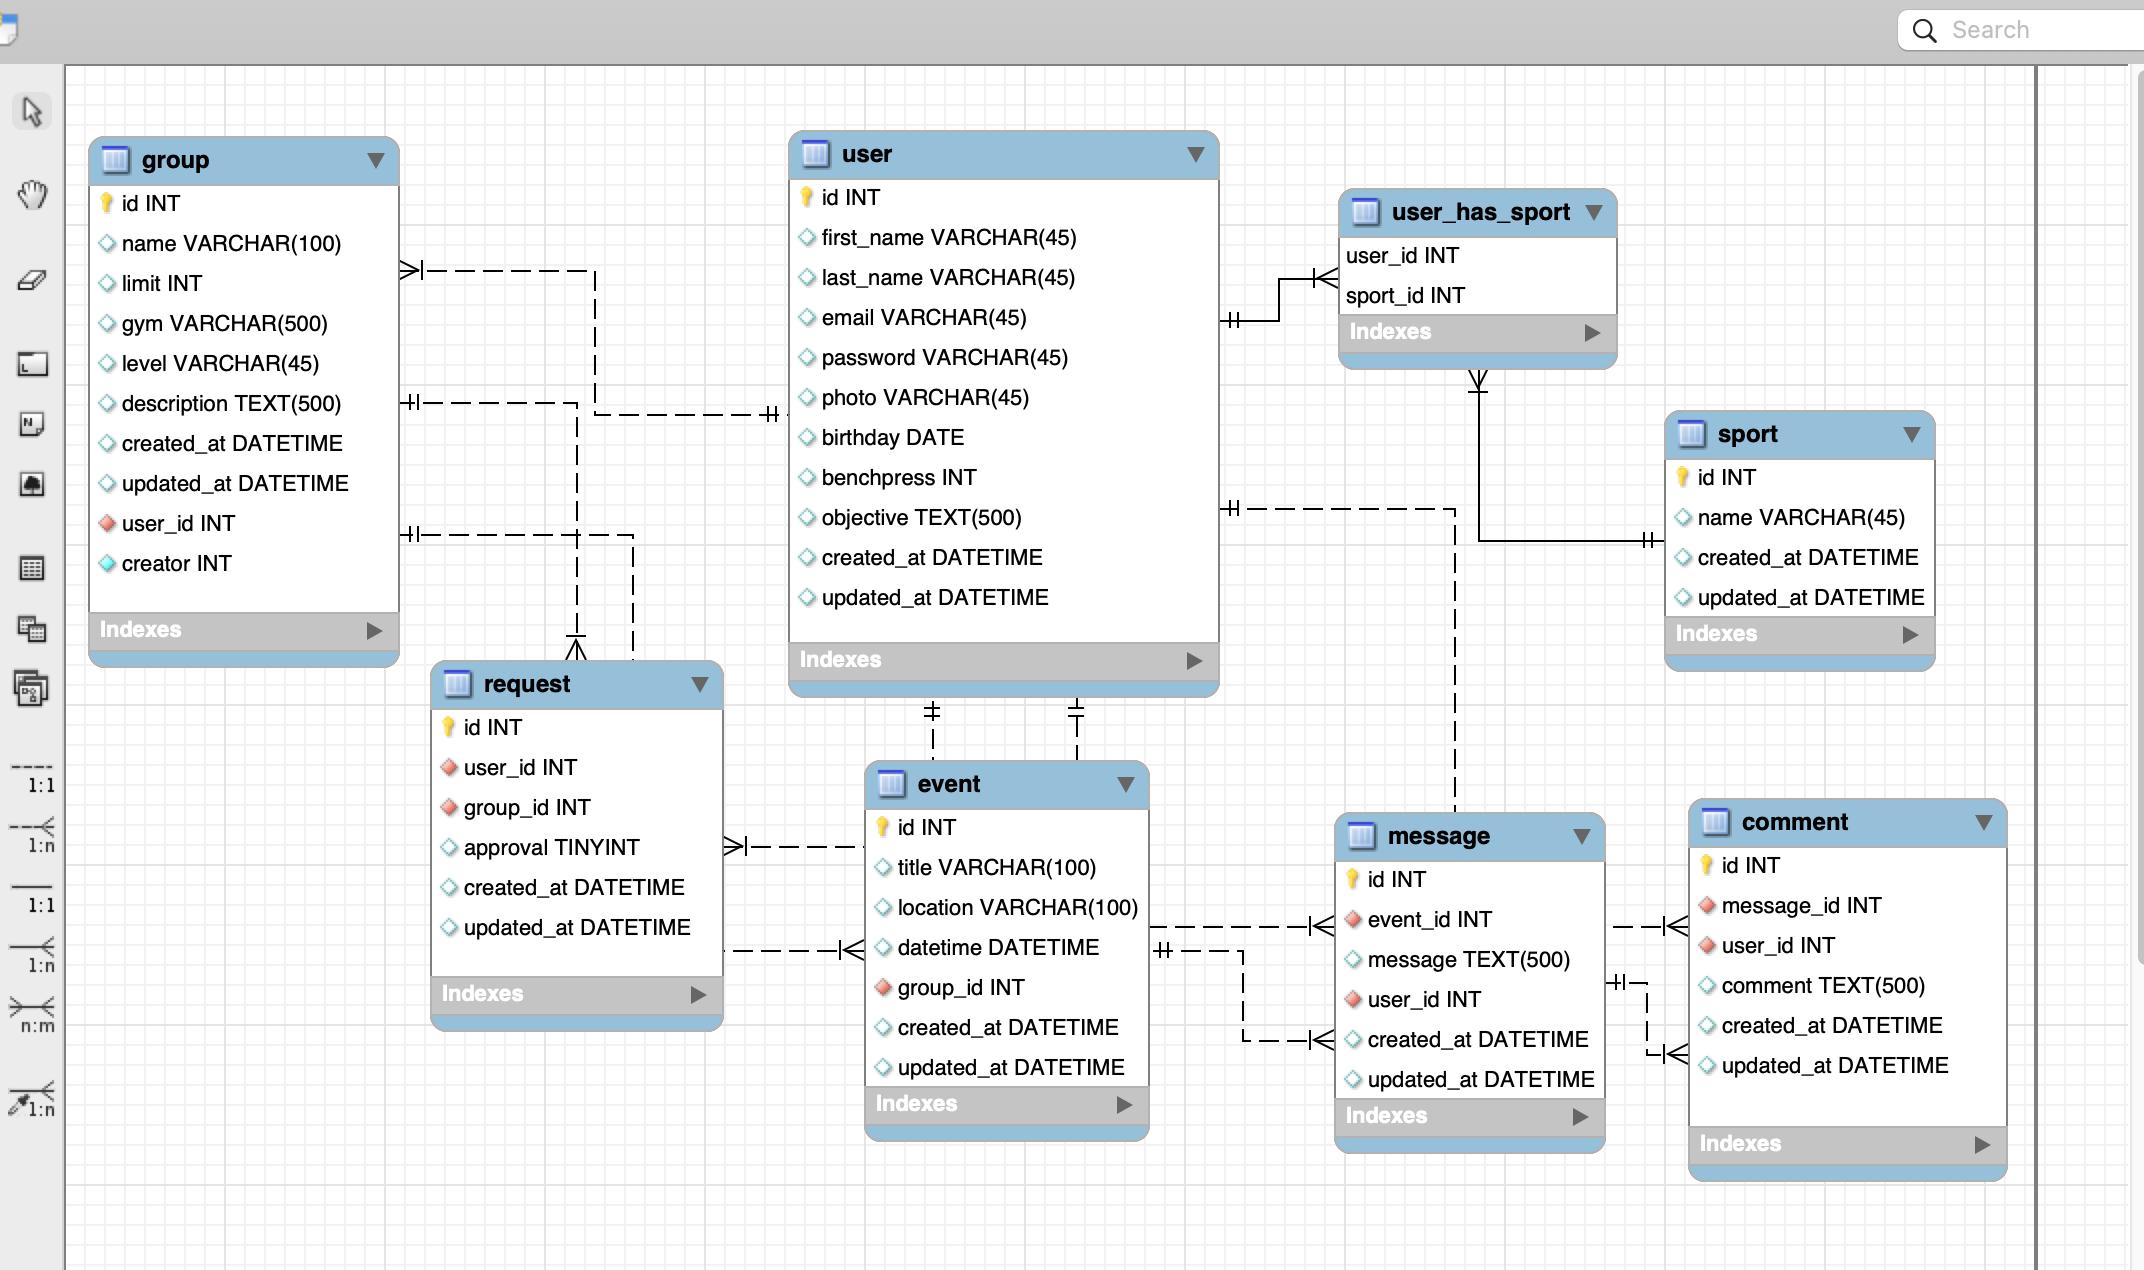 Search
group
id INT
name VARCHAR(100)
limit INT
gym VARCHAR(500)
level VARCHAR(45)
description TEXT(500)
created_at DATETIME
updated_at DATETIME
user_id INT
creator INT
Indexes
user
id INT
first_name VARCHAR(45)
last_name VARCHAR(45)
email VARCHAR(45)
password VARCHAR(45)
photo VARCHAR(45)
birthday DATE
benchpress INT
objective TEXT(500)
created_at DATETIME
updated_at DATETIME
Indexes
user_has_sport
user_id INT
sport_id INT
Indexes
sport
id INT
name VARCHAR(45)
created_at DATETIME
updated_at DATETIME
Indexes
request
id INT
user_id INT
group_id INT
approval TINYINT
created_at DATETIME
updated_at DATETIME
Indexes
event
id INT
title VARCHAR(100)
location VARCHAR(100)
datetime DATETIME
group_id INT
created_at DATETIME
updated_at DATETIME
Indexes
message
id INT
event_id INT
message TEXT(500)
user_id INT
created_at DATETIME
updated_at DATETIME
Indexes
comment
id INT
message_id INT
user_id INT
comment TEXT(500)
created_at DATETIME
updated_at DATETIME
Indexes
N
1:1
1:n
1:1
1:n
n:m
1:n